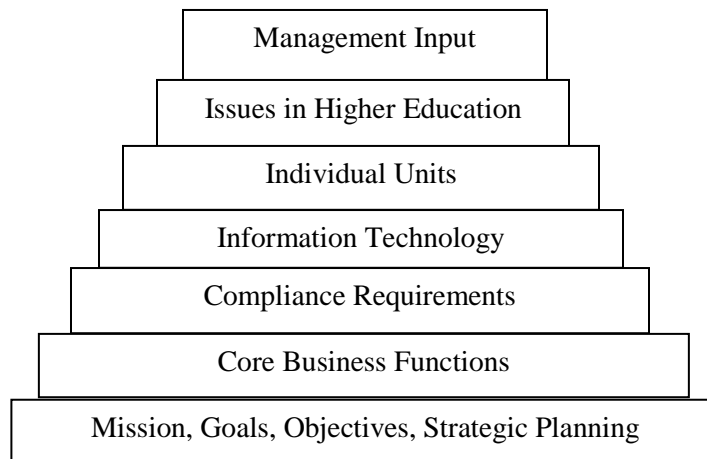 Management Input
Issues in Higher Education
Individual Units
Information Technology
Compliance Requirements
Core Business Functions
Mission, Goals, Objectives, Strategic Planning